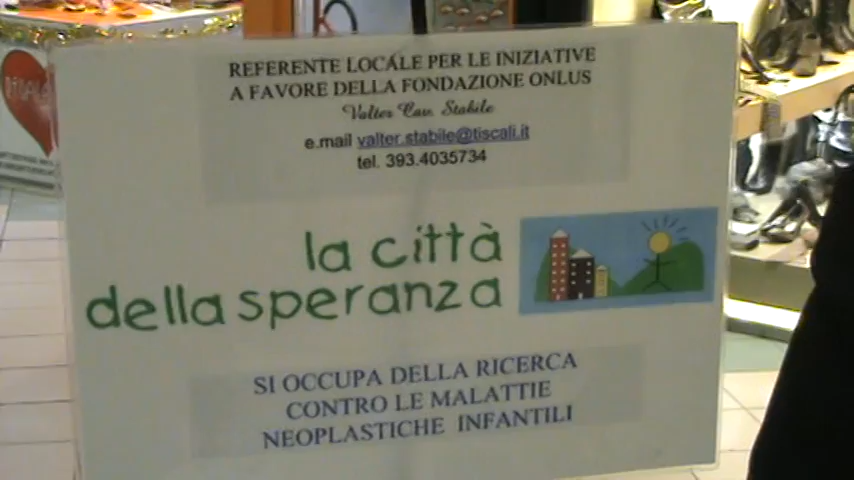 REFERENTE LOCALE PER LE INIZIATIVE
A FAVORE DELLA FONDAZIONE ONLUS
Valter Cav. Stabile
e.mail valter.stabile@tiscali.it
tel. 393.4035734
la città
della speranza
SI OCCUPA DELLA RICERCA
CONTRO LE MALATTIE
NEOPLASTICHE INFANTILI